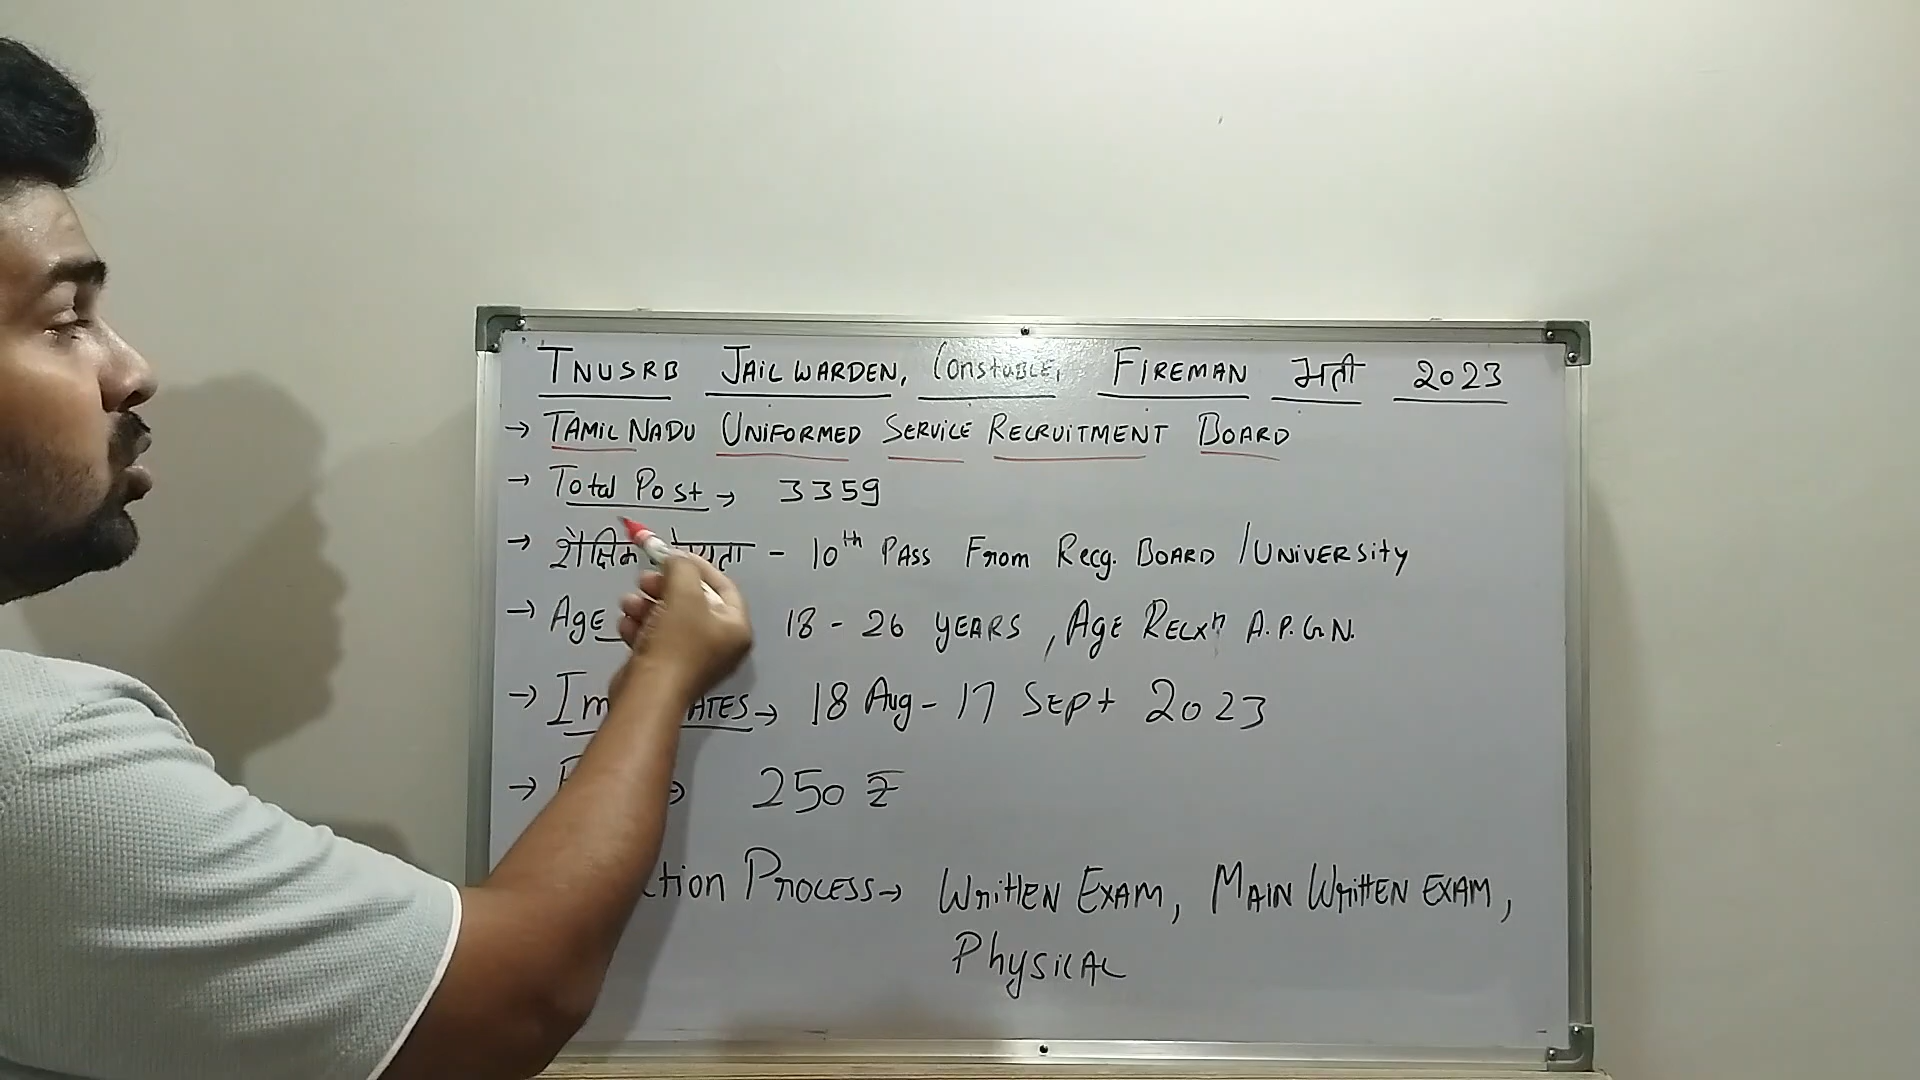 TNUSRB JAIL WARDEN, Constable, FIREMAN भर्ती 2023
→ TAMIL NADU UNIFORMED SERVICE RECRUITMENT BOARD
→ Total Post → 3359
→ शैक्षिक - 10th PASS From Recg. BOARD / UNIVERSITY
→ Age 18 - 26 YEARS, AGE RELXn A.P.G.N.
→ DATES → 18 Aug - 17 SEPt 2023
→ → 250 ₹
PROCESS → WRittEN EXAM, MAIN WRittEN EXAM,
PhysICAL